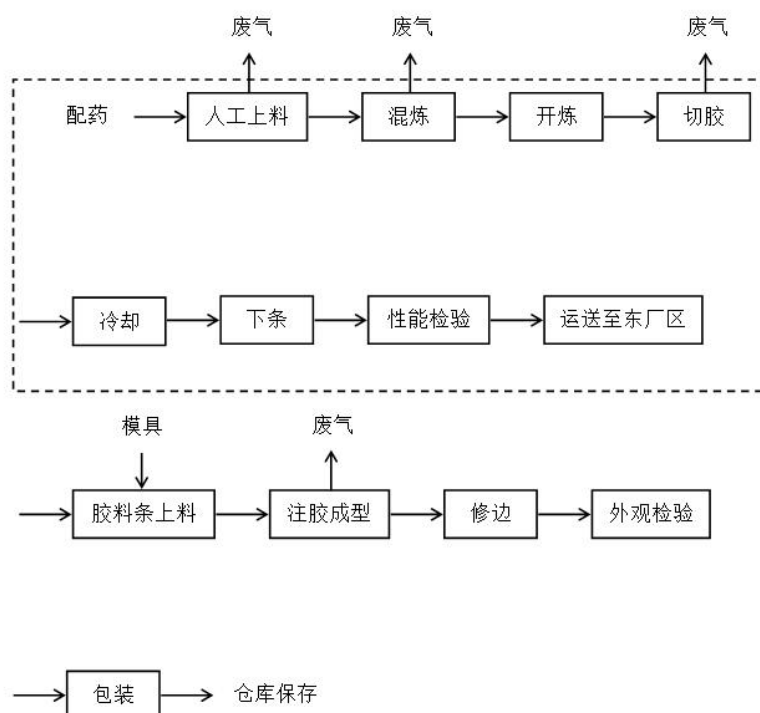 废气 废气 废气
配药 人工上料 混炼 开炼 切胶
冷却 下条 性能检验 运送至东厂区
模具 废气
胶料条上料 注胶成型 修边 外观检验
包装 仓库保存